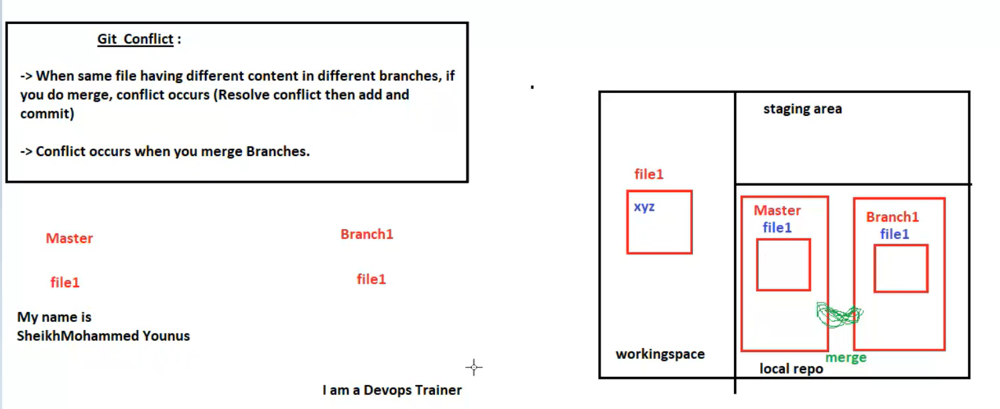 Git Conflict :
-> When same file having different content in different branches, if
you do merge, conflict occurs (Resolve conflict then add and
commit)
-> Conflict occurs when you merge Branches.
Master
Branch1
file1
file1
My name is
SheikhMohammed Younus
I am a Devops Trainer
staging area
file1
xyz
Master
file1
Branch1
file1
workingspace
merge
local repo